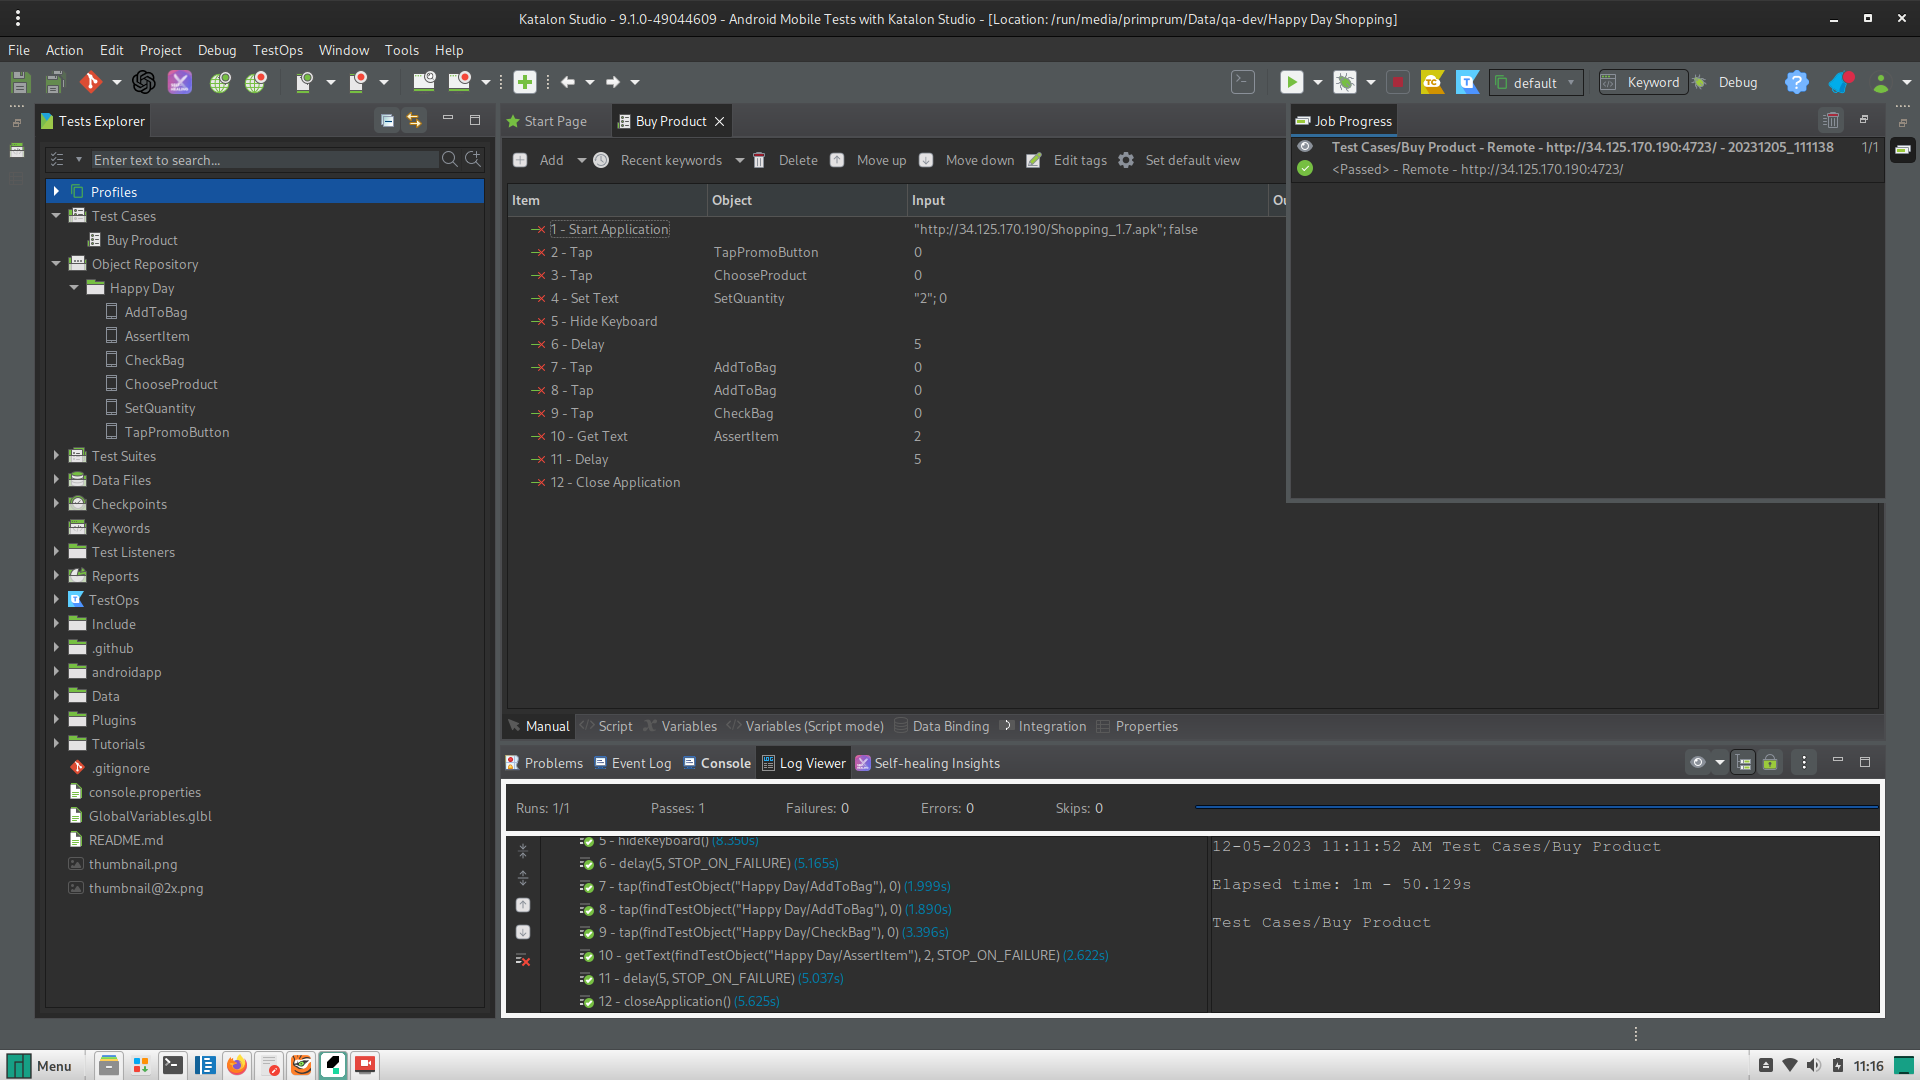 Katalon Studio - 9.1.0-49044609 - Android Mobile Tests with Katalon Studio - [Location: /run/media/primprum/Data/qa-dev/Happy Day Shopping]
File Action Edit Project Debug TestOps Window Tools Help
default Keyword Debug
Tests Explorer
Enter text to search...
Profiles
Test Cases
Buy Product
Object Repository
Happy Day
AddToBag
AssertItem
CheckBag
ChooseProduct
SetQuantity
TapPromoButton
Test Suites
Data Files
Checkpoints
Keywords
Test Listeners
Reports
TestOps
Include
.github
androidapp
Data
Plugins
Tutorials
.gitignore
console.properties
GlobalVariables.glbl
README.md
thumbnail.png
thumbnail@2x.png
Start Page Buy Product
Add Recent keywords Delete Move up Move down Edit tags Set default view
Item Object Input Ou
1 - Start Application "http://34.125.170.190/Shopping_1.7.apk"; false
2 - Tap TapPromoButton 0
3 - Tap ChooseProduct 0
4 - Set Text SetQuantity "2"; 0
5 - Hide Keyboard
6 - Delay 5
7 - Tap AddToBag 0
8 - Tap AddToBag 0
9 - Tap CheckBag 0
10 - Get Text AssertItem 2
11 - Delay 5
12 - Close Application
Job Progress
Test Cases/Buy Product - Remote - http://34.125.170.190:4723/ - 20231205_111138 1/1
<Passed> - Remote - http://34.125.170.190:4723/
Manual Script Variables Variables (Script mode) Data Binding Integration Properties
Problems Event Log Console Log Viewer Self-healing Insights
Runs: 1/1 Passes: 1 Failures: 0 Errors: 0 Skips: 0
5 - hideKeyboard() (8.350s)
6 - delay(5, STOP_ON_FAILURE) (5.165s)
7 - tap(findTestObject("Happy Day/AddToBag"), 0) (1.999s)
8 - tap(findTestObject("Happy Day/AddToBag"), 0) (1.890s)
9 - tap(findTestObject("Happy Day/CheckBag"), 0) (3.396s)
10 - getText(findTestObject("Happy Day/AssertItem"), 2, STOP_ON_FAILURE) (2.622s)
11 - delay(5, STOP_ON_FAILURE) (5.037s)
12 - closeApplication() (5.625s)
12-05-2023 11:11:52 AM Test Cases/Buy Product
Elapsed time: 1m - 50.129s
Test Cases/Buy Product
Menu 11:16